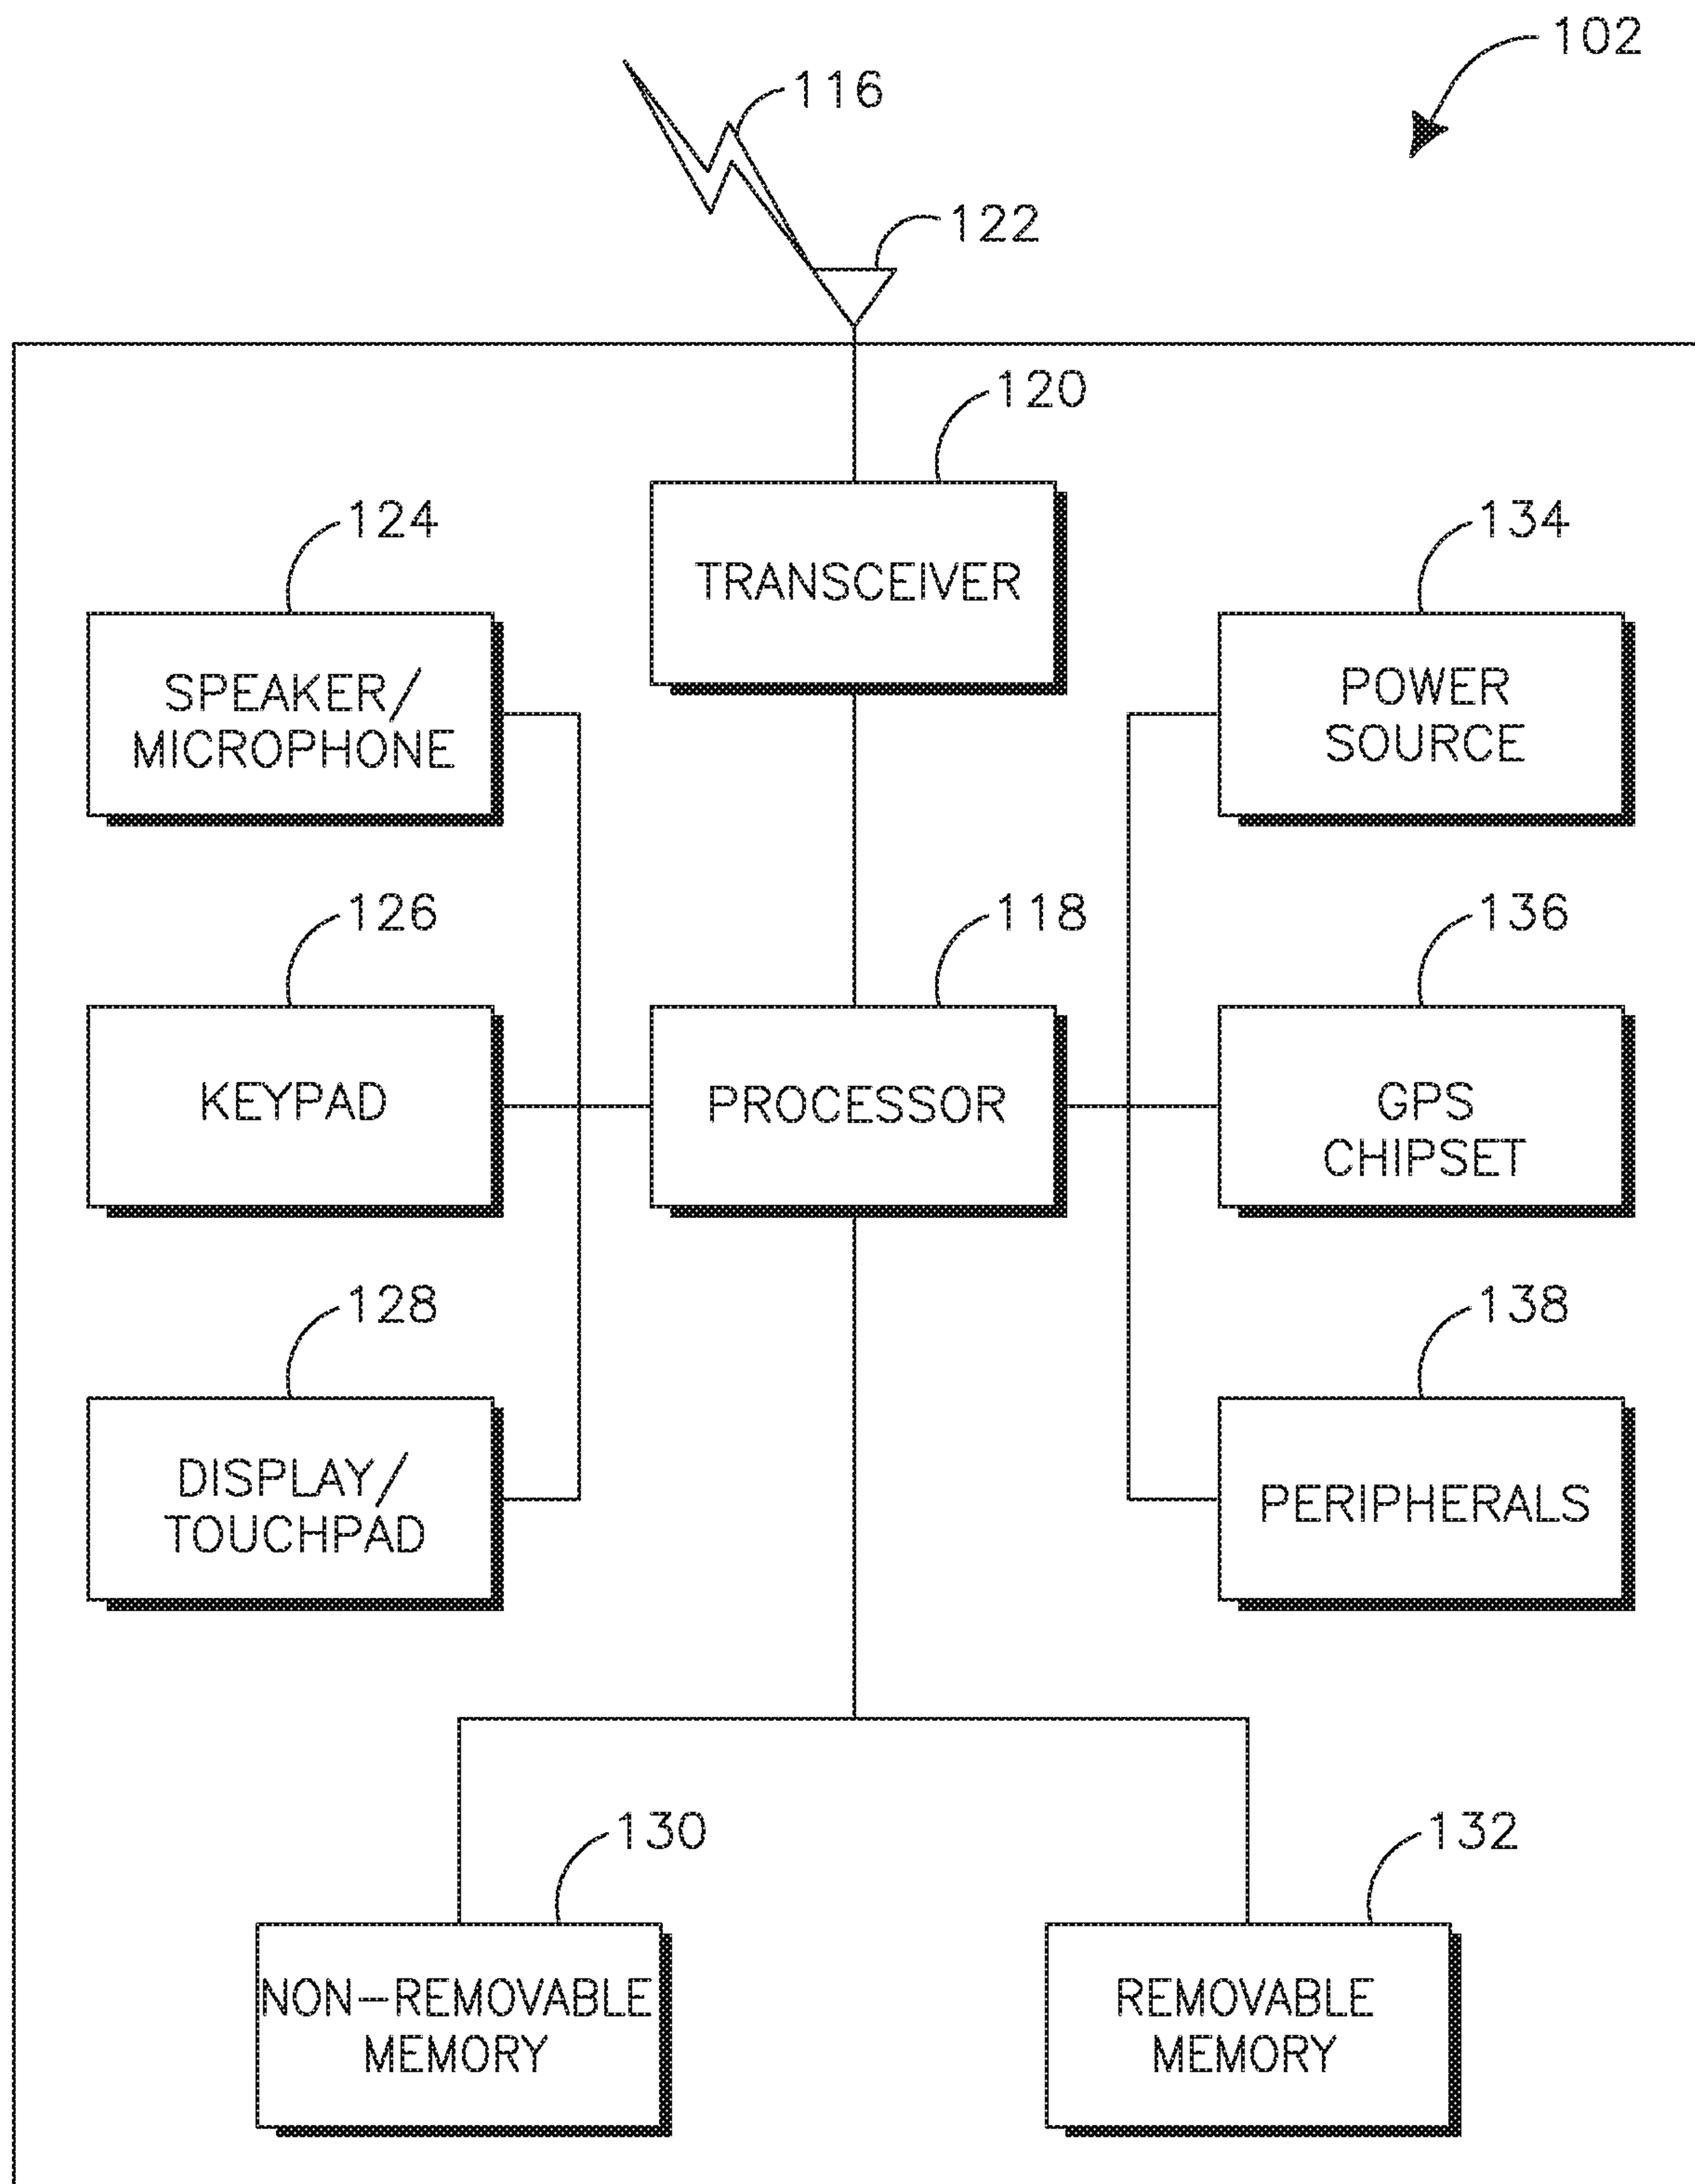 102
116
122
120
124
134
TRANSCEIVER
SPEAKER/
MICROPHONE
POWER
SOURCE
126
118
136
KEYPAD
PROCESSOR
GPS
CHIPSET
128
138
DISPLAY/
TOUCHPAD
PERIPHERALS
130
132
NON-REMOVABLE
MEMORY
REMOVABLE
MEMORY